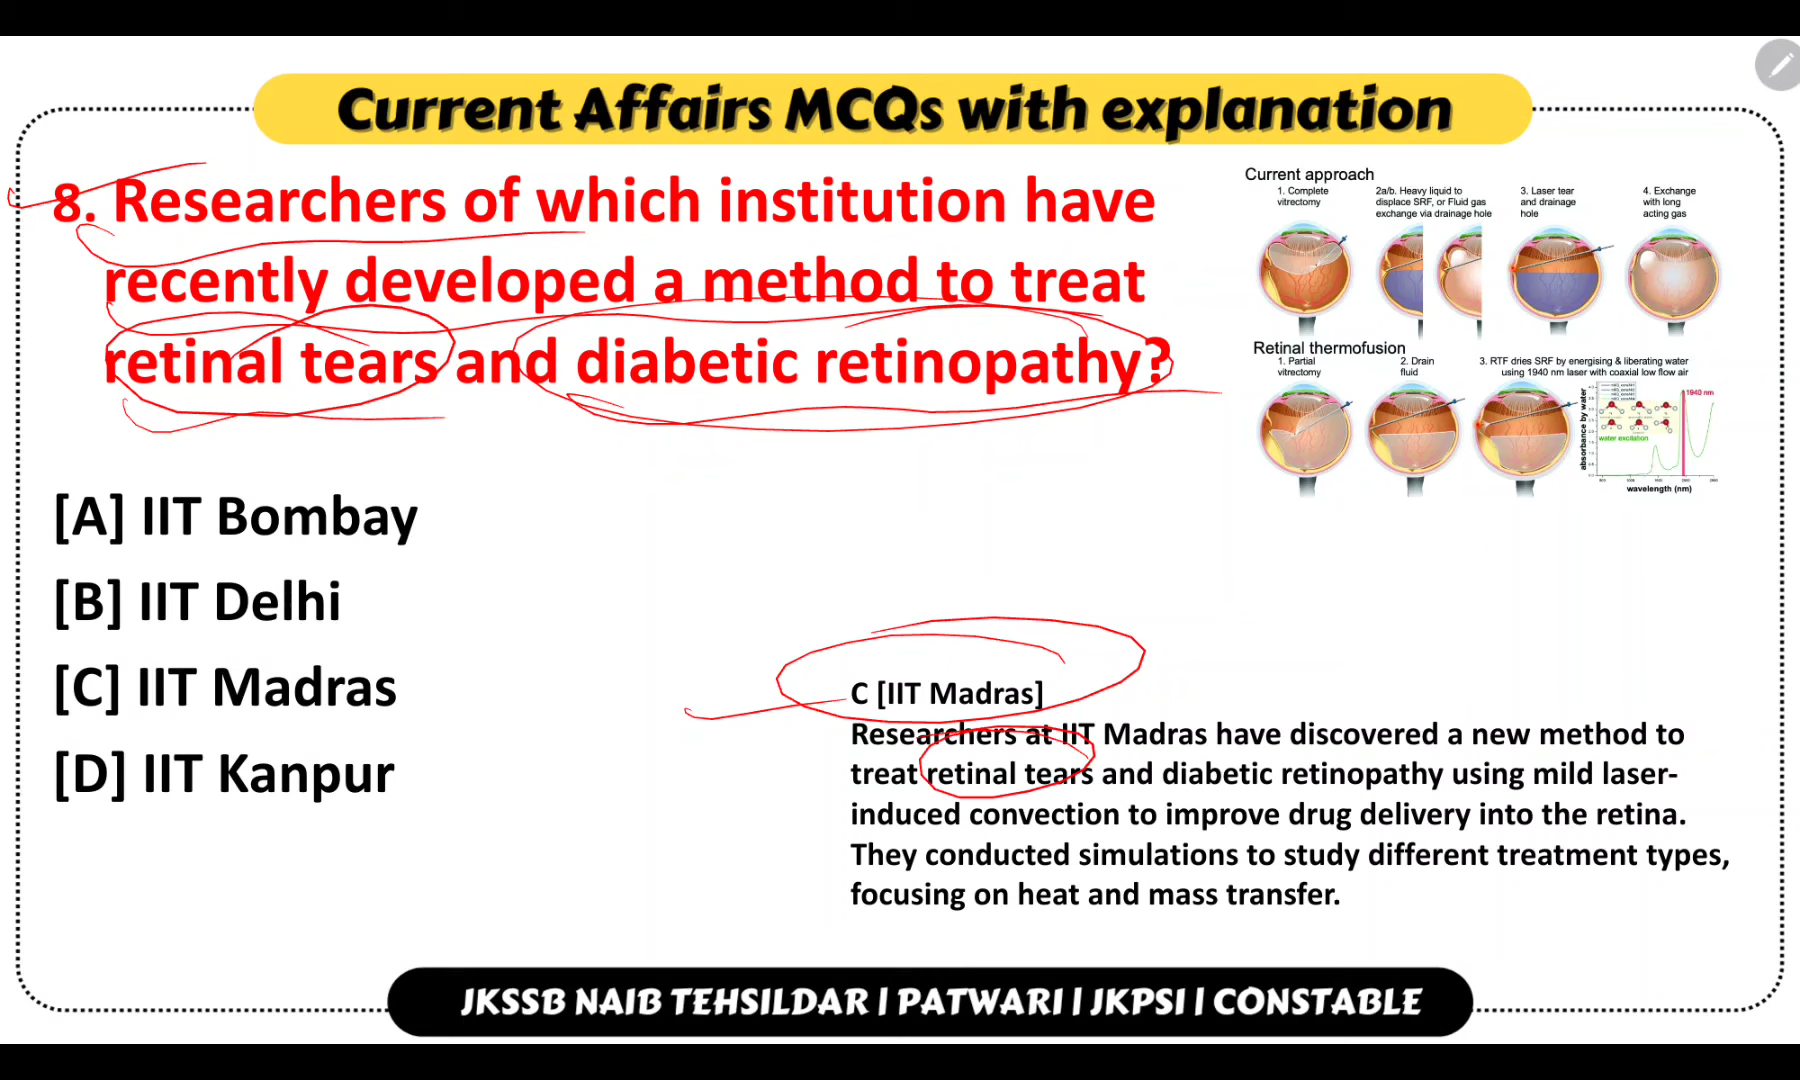 Current Affairs MCQs with explanation
8. Researchers of which institution have
recently developed a method to treat
retinal tears and diabetic retinopathy?
[A] IIT Bombay
[B] IIT Delhi
[C] IIT Madras
[D] IIT Kanpur
Current approach
1. Complete
vitrectomy
2a/b. Heavy liquid to
displace SRF, or Fluid gas
exchange via drainage hole
3. Laser tear
and drainage
hole
4. Exchange
with long
acting gas
Retinal thermofusion
1. Partial
vitrectomy
2. Drain
fluid
3. RTF dries SRF by energising & liberating water
using 1940 nm laser with coaxial low flow air
absorbance by water
1940 nm
water excitation
wavelength (nm)
C [IIT Madras]
Researchers at IIT Madras have discovered a new method to
treat retinal tears and diabetic retinopathy using mild laser-
induced convection to improve drug delivery into the retina.
They conducted simulations to study different treatment types,
focusing on heat and mass transfer.
JKSSB NAIB TEHSILDAR | PATWARI | JKPSI | CONSTABLE